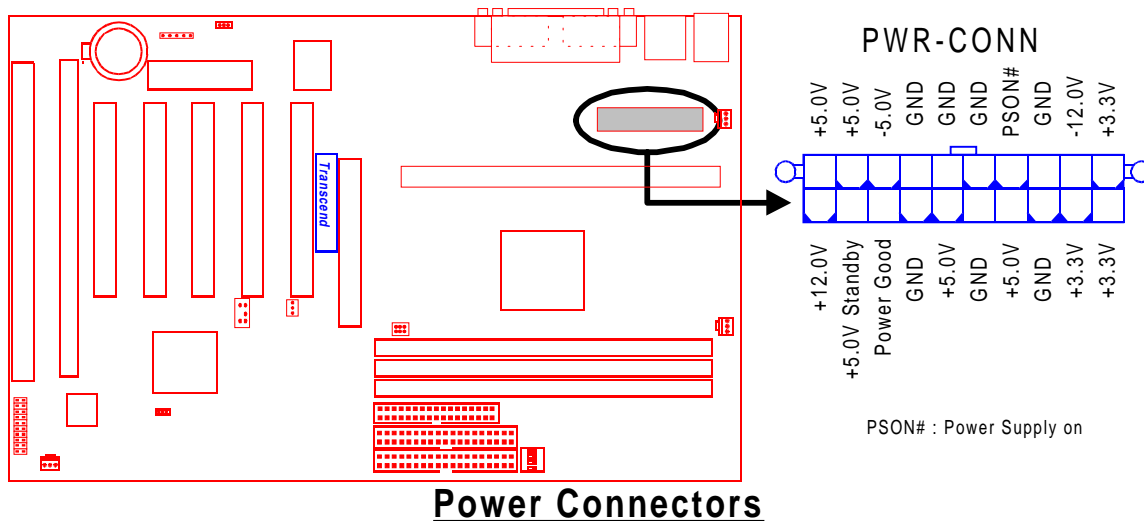 PWR-CONN
+5.0V
+5.0V
-5.0V
GND
GND
GND
PSON#
GND
-12.0V
+3.3V
Transcend
+12.0V
+5.0V Standby
Power Good
GND
+5.0V
GND
+5.0V
GND
+3.3V
+3.3V
PSON# : Power Supply on
Power Connectors